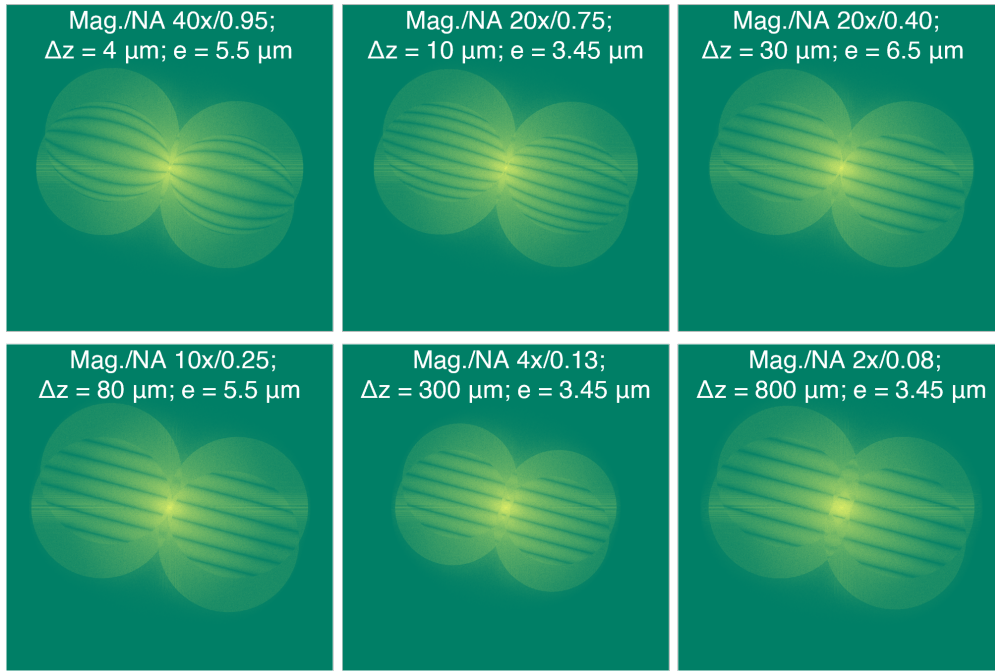 Mag./NA 40x/0.95;
Δz = 4 µm; e = 5.5 µm
Mag./NA 20x/0.75;
Δz = 10 µm; e = 3.45 µm
Mag./NA 20x/0.40;
Δz = 30 µm; e = 6.5 µm
Mag./NA 10x/0.25;
Δz = 80 µm; e = 5.5 µm
Mag./NA 4x/0.13;
Δz = 300 µm; e = 3.45 µm
Mag./NA 2x/0.08;
Δz = 800 µm; e = 3.45 µm